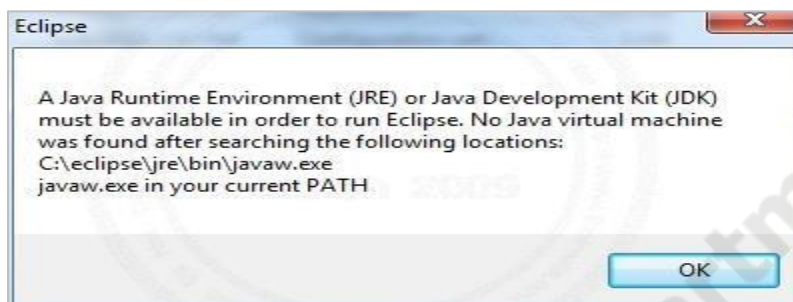 Eclipse
A Java Runtime Environment (JRE) or Java Development Kit (JDK)
must be available in order to run Eclipse. No Java virtual machine
was found after searching the following locations:
C:\eclipse\jre\bin\javaw.exe
javaw.exe in your current PATH
2009
OK